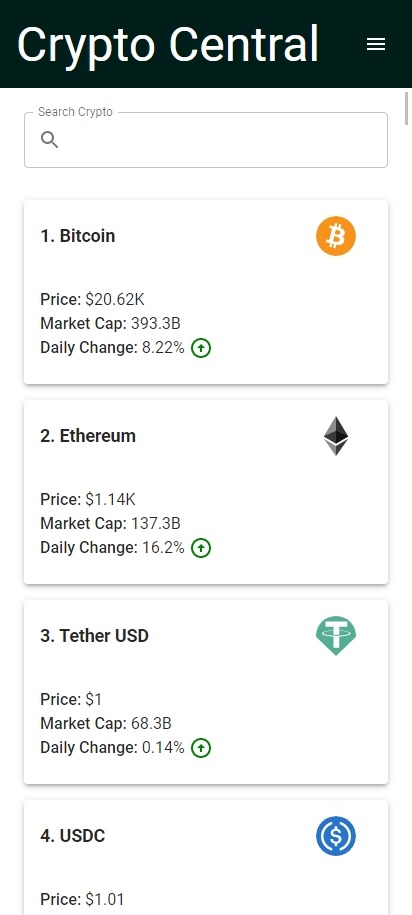 Crypto Central
Search Crypto
1. Bitcoin
Price: $20.62K
Market Cap: 393.3B
Daily Change: 8.22%
2. Ethereum
Price: $1.14K
Market Cap: 137.3B
Daily Change: 16.2%
3. Tether USD
Price: $1
Market Cap: 68.3B
Daily Change: 0.14%
4. USDC
Price: $1.01